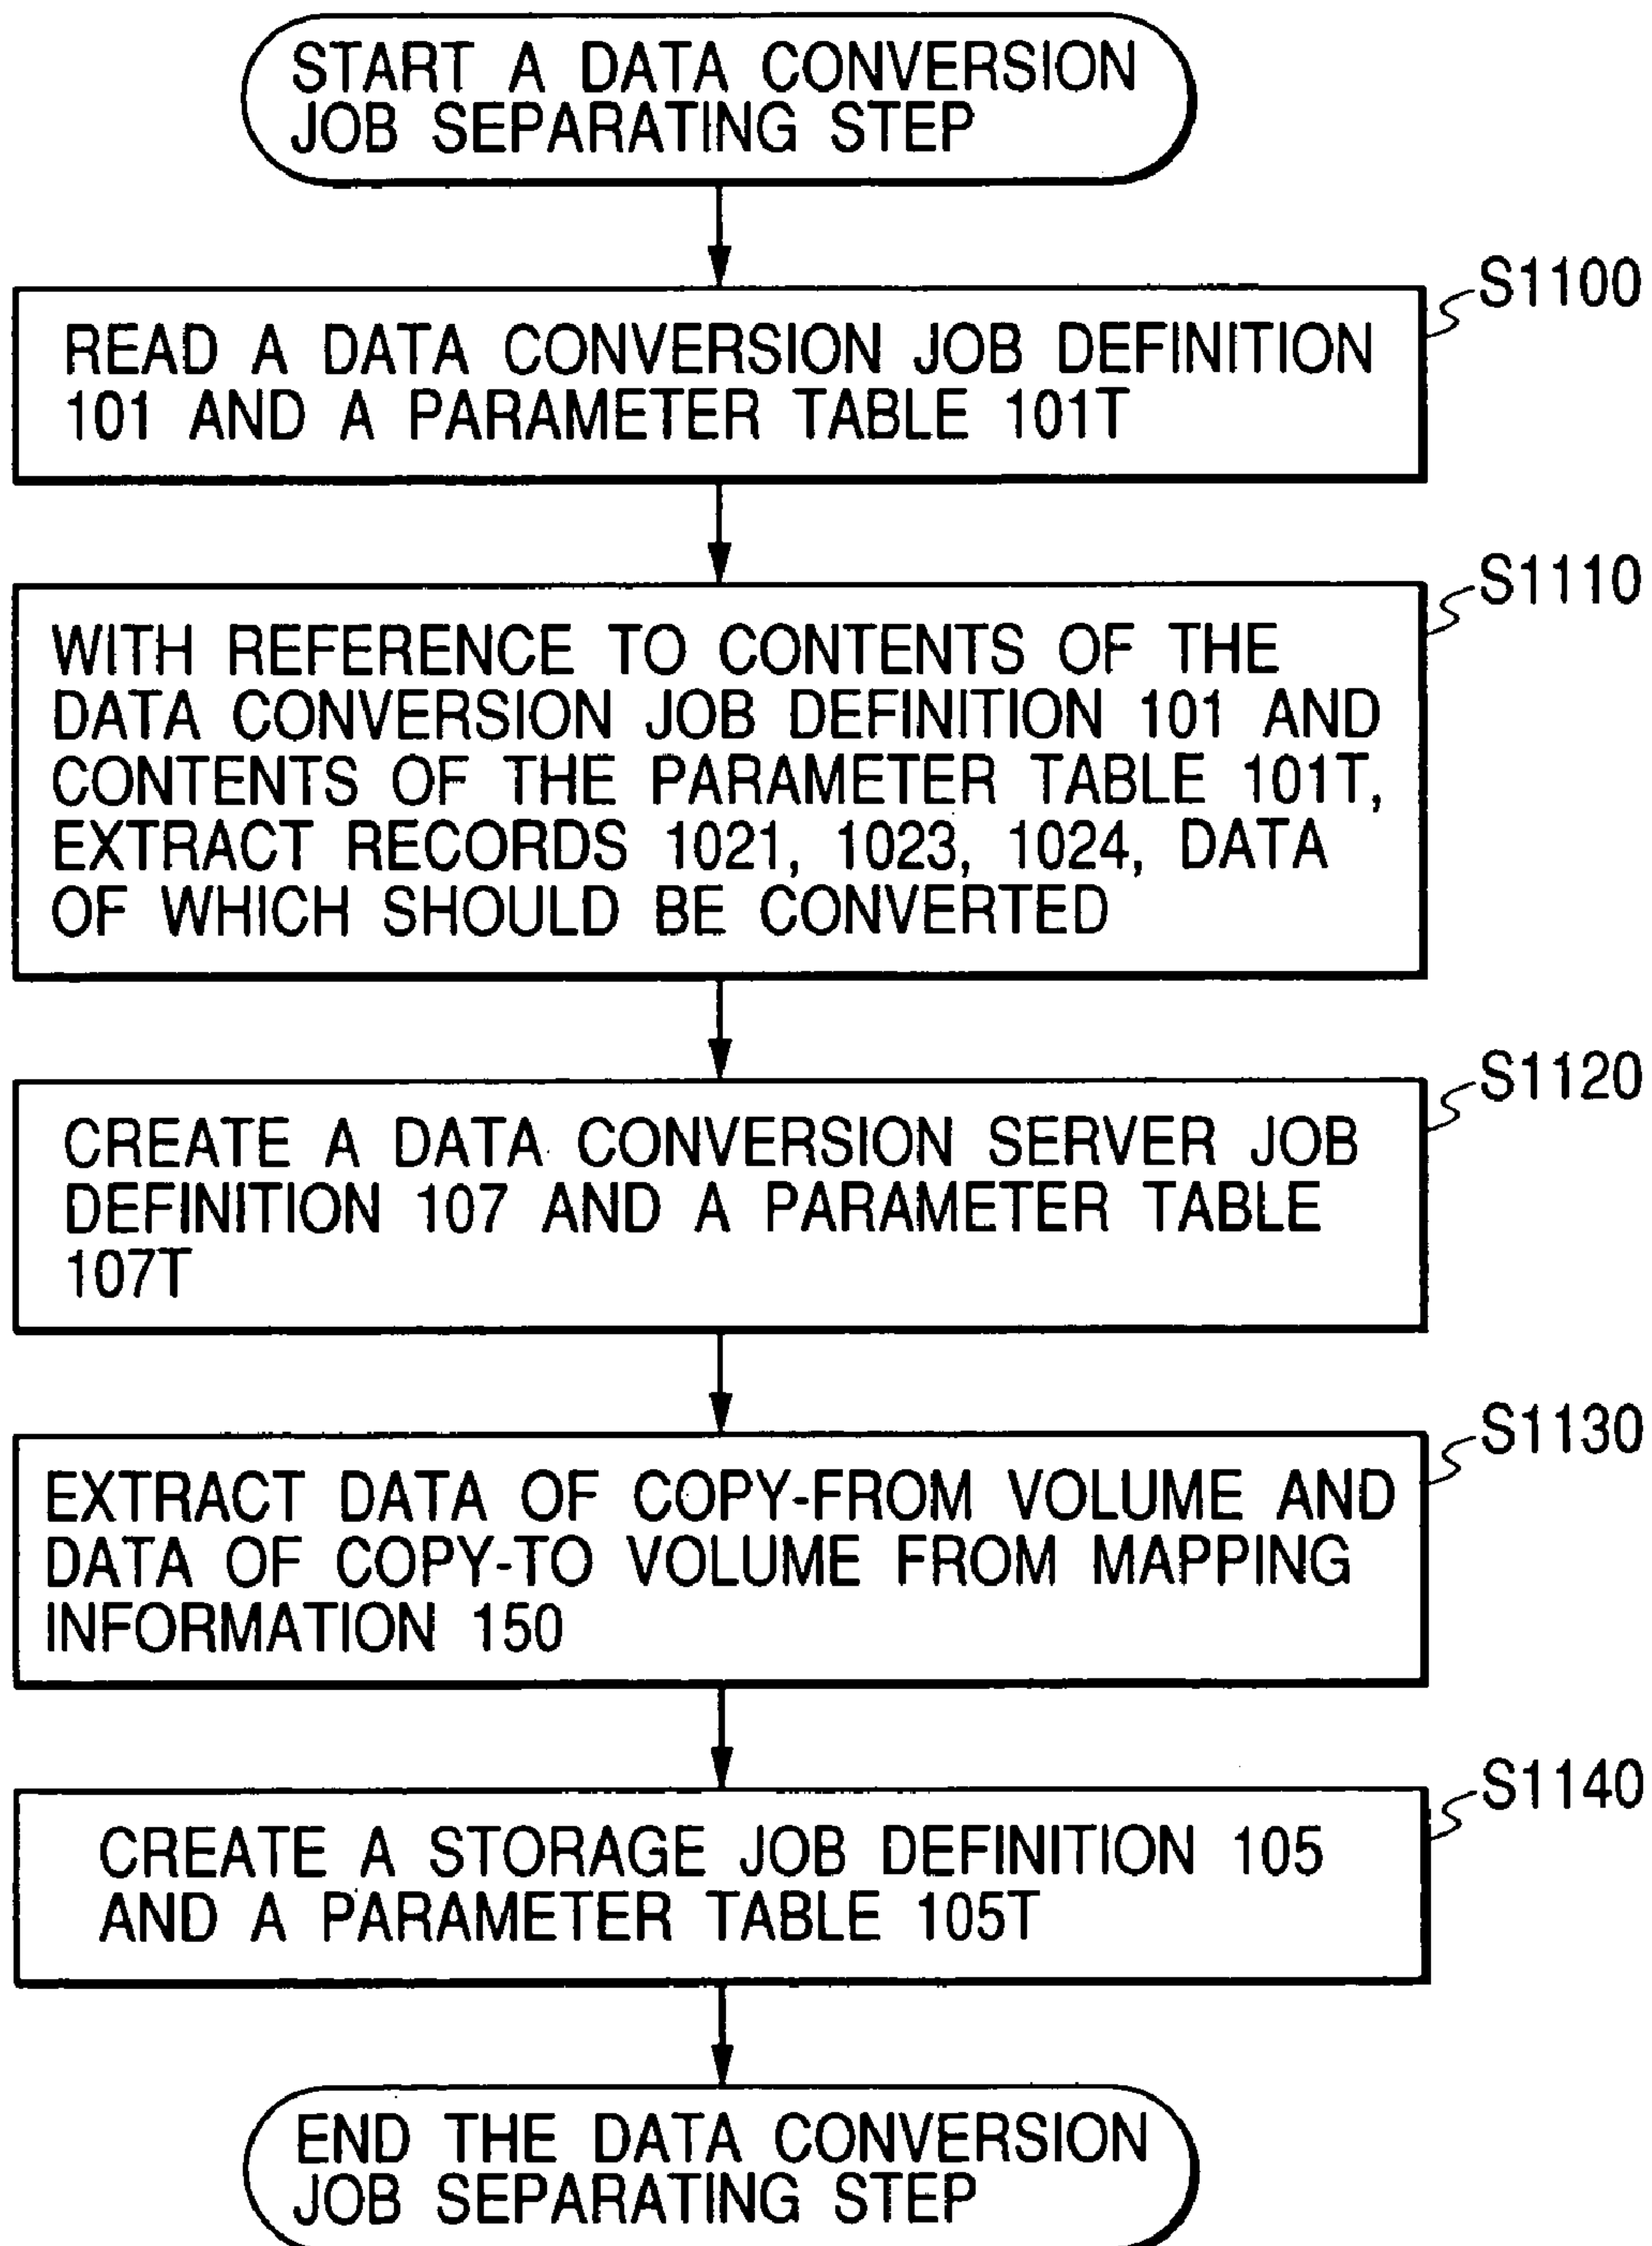 START A DATA CONVERSION
JOB SEPARATING STEP
S1100
READ A DATA CONVERSION JOB DEFINITION
101 AND A PARAMETER TABLE 101T
S1110
WITH REFERENCE TO CONTENTS OF THE
DATA CONVERSION JOB DEFINITION 101 AND
CONTENTS OF THE PARAMETER TABLE 101T,
EXTRACT RECORDS 1021, 1023, 1024, DATA
OF WHICH SHOULD BE CONVERTED
S1120
CREATE A DATA CONVERSION SERVER JOB
DEFINITION 107 AND A PARAMETER TABLE
107T
S1130
EXTRACT DATA OF COPY-FROM VOLUME AND
DATA OF COPY-TO VOLUME FROM MAPPING
INFORMATION 150
S1140
CREATE A STORAGE JOB DEFINITION 105
AND A PARAMETER TABLE 105T
END THE DATA CONVERSION
JOB SEPARATING STEP